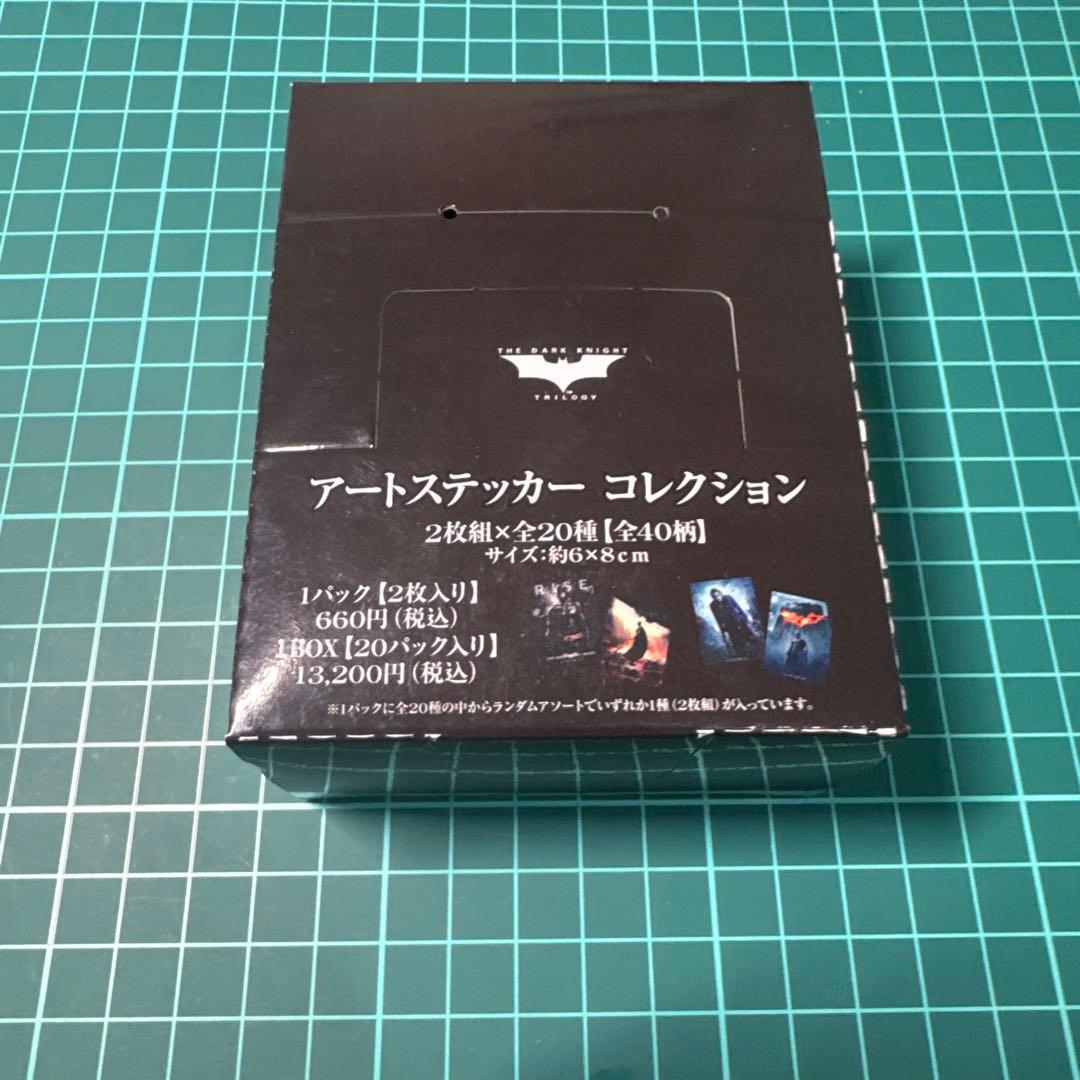 THE DARK KNIGHT
TRILOGY
アートステッカー コレクション
2枚組×全20種【全40柄】
サイズ:約6×8cm
1パック【2枚入り】
660円(税込)
1BOX【20パック入り】
13,200円(税込)
RISE
※1パックに全20種の中からランダムアソートでいずれか1種(2枚組)が入っています。